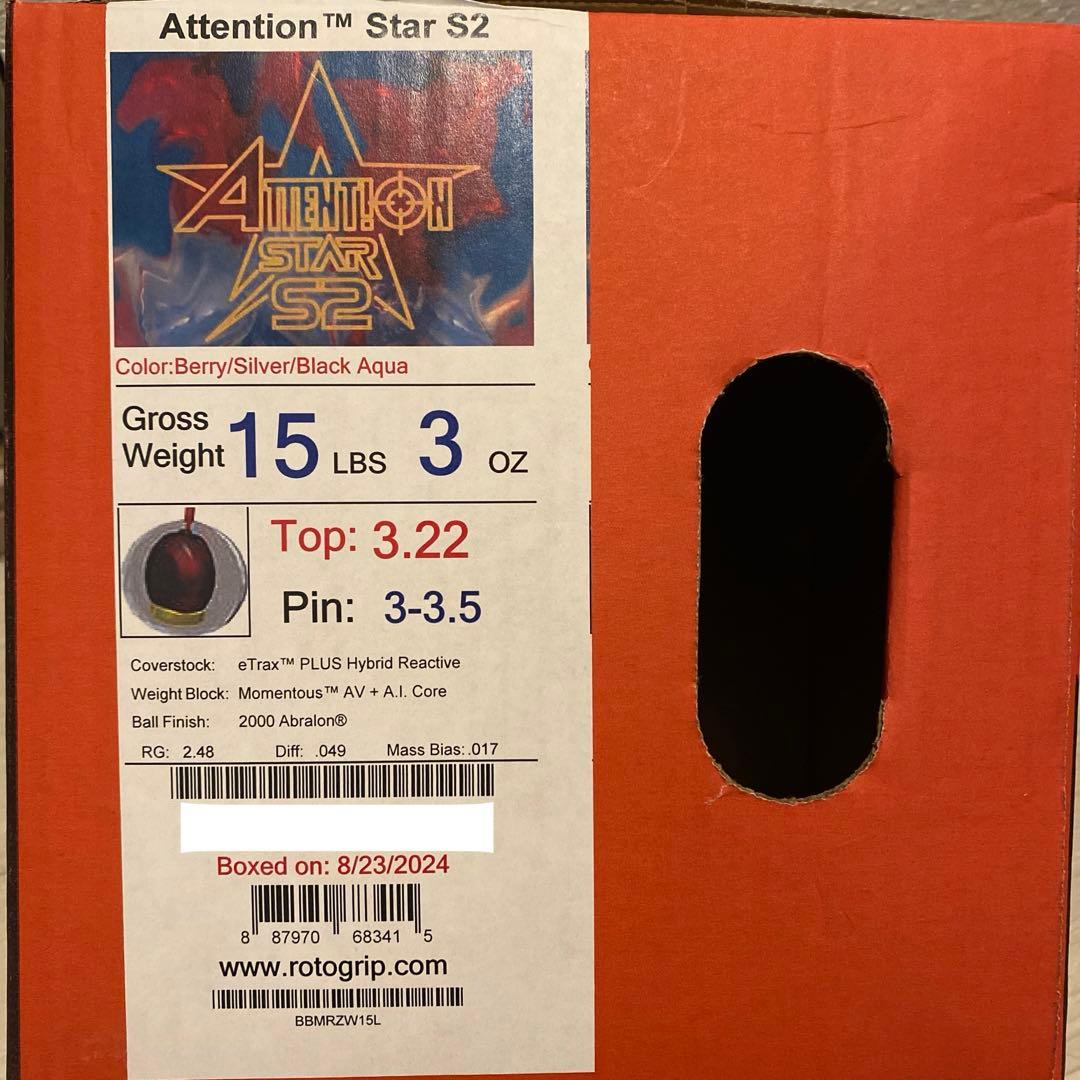 Attention™ Star S2
ATTENT!ON
STAR
S2
Color:Berry/Silver/Black Aqua
Gross Weight 15 LBS 3 OZ
Top: 3.22
Pin: 3-3.5
Coverstock: eTrax™ PLUS Hybrid Reactive
Weight Block: Momentous™ AV + A.I. Core
Ball Finish: 2000 Abralon®
RG: 2.48 Diff: .049 Mass Bias: .017
Boxed on: 8/23/2024
8 87970 68341 5
www.rotogrip.com
BBMRZW15L